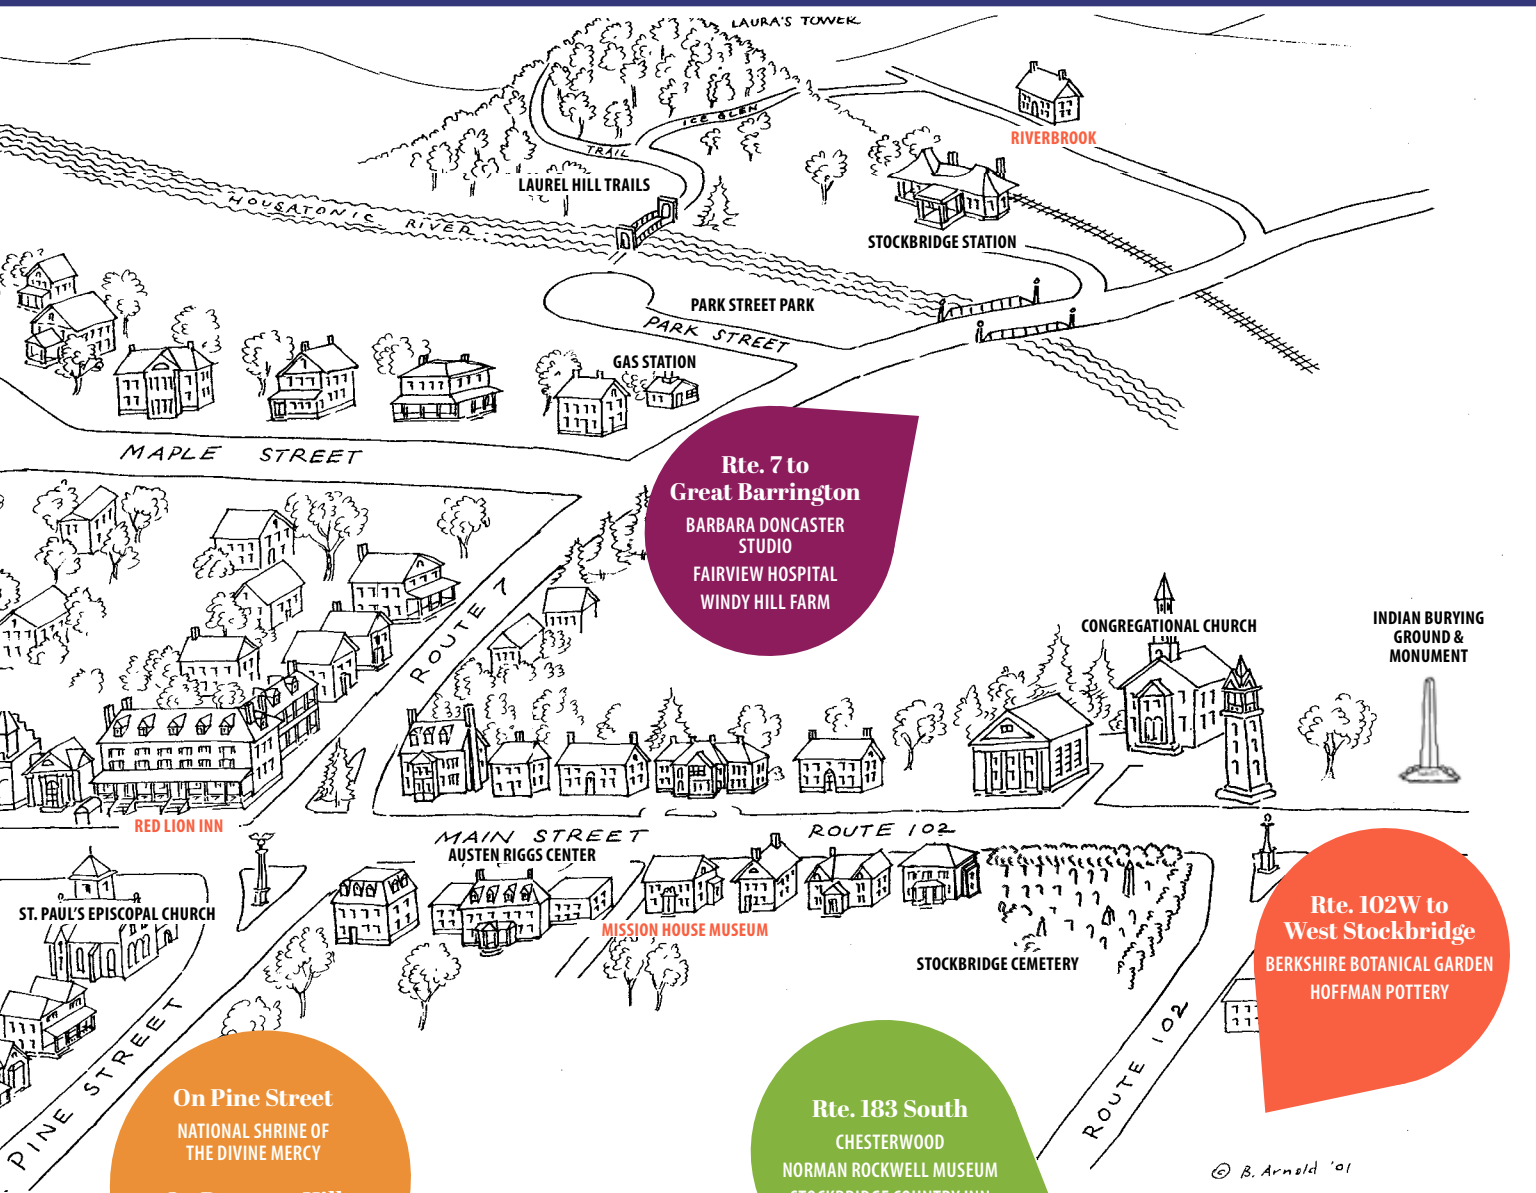 LAURA'S TOWER
ICE GLEN
TRAIL
RIVERBROOK
LAUREL HILL TRAILS
HOUSATONIC RIVER
STOCKBRIDGE STATION
PARK STREET PARK
PARK STREET
GAS STATION
MAPLE STREET
Rte. 7 to
Great Barrington
BARBARA DONCASTER
STUDIO
FAIRVIEW HOSPITAL
WINDY HILL FARM
ROUTE 7
CONGREGATIONAL CHURCH
INDIAN BURYING
GROUND &
MONUMENT
RED LION INN
MAIN STREET
ROUTE 102
AUSTEN RIGGS CENTER
ST. PAUL'S EPISCOPAL CHURCH
MISSION HOUSE MUSEUM
STOCKBRIDGE CEMETERY
Rte. 102W to
West Stockbridge
BERKSHIRE BOTANICAL GARDEN
HOFFMAN POTTERY
PINE STREET
On Pine Street
NATIONAL SHRINE OF
THE DIVINE MERCY
Rte. 183 South
CHESTERWOOD
NORMAN ROCKWELL MUSEUM
STOCKBRIDGE COUNTRY INN
ROUTE 102
© B. Arnold '01